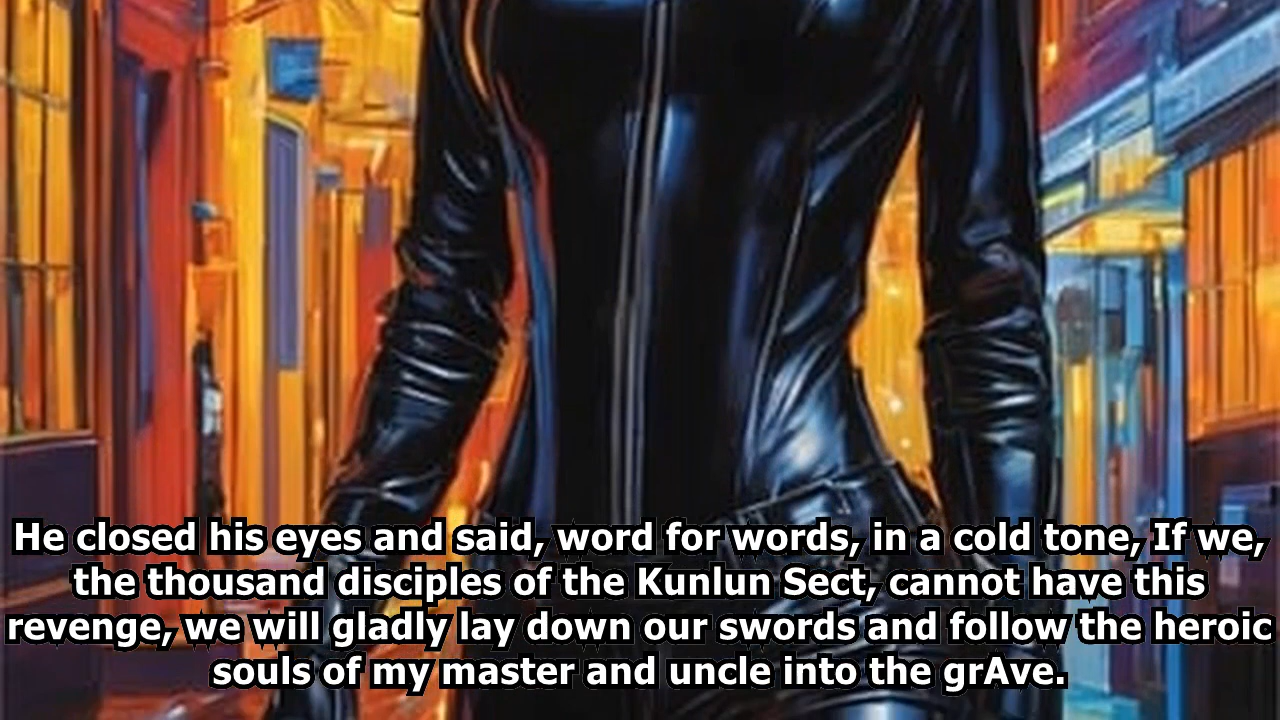 He closed his eyes and said, word for words, in a cold tone, If we,
the thousand disciples of the Kunlun Sect, cannot have this
revenge, we will gladly lay down our swords and follow the heroic
souls of my master and uncle into the grAve.